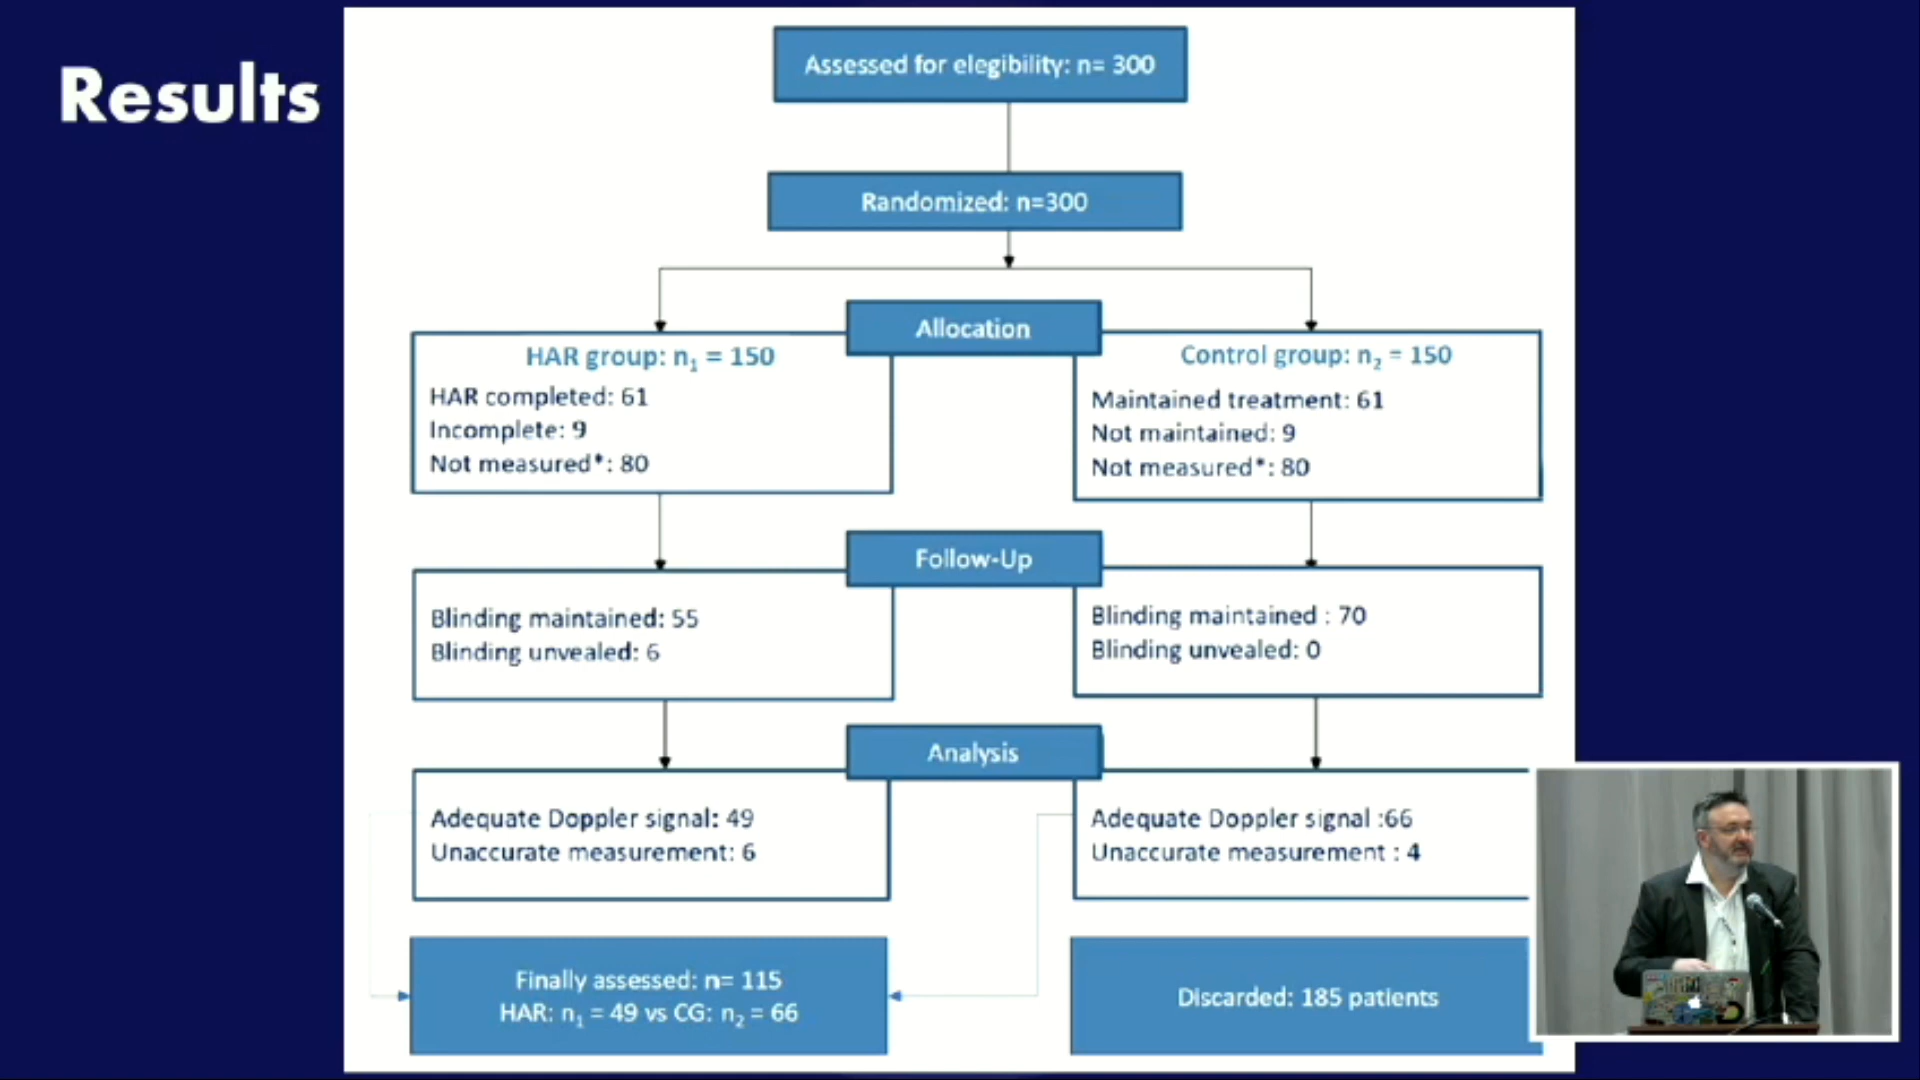 Results
Assessed for elegibility: n= 300
Randomized: n=300
Allocation
HAR group: n₁ = 150
HAR completed: 61
Incomplete: 9
Not measured*: 80
Control group: n₂ = 150
Maintained treatment: 61
Not maintained: 9
Not measured*: 80
Follow-Up
Blinding maintained: 55
Blinding unvealed: 6
Blinding maintained : 70
Blinding unvealed: 0
Analysis
Adequate Doppler signal: 49
Unaccurate measurement: 6
Adequate Doppler signal :66
Unaccurate measurement : 4
Finally assessed: n= 115
HAR: n₁ = 49 vs CG: n₂ = 66
Discarded: 185 patients